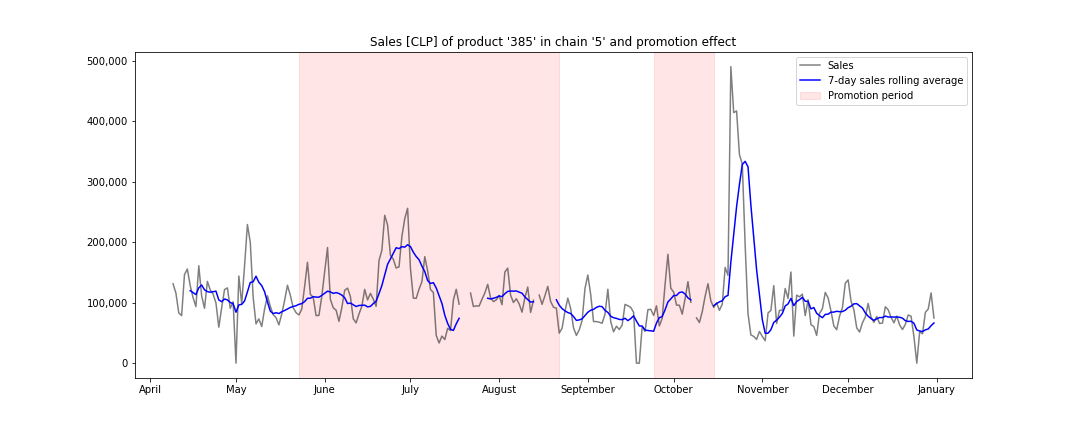 Sales [CLP] of product '385' in chain '5' and promotion effect
500,000
400,000
300,000
200,000
100,000
0
Sales
7-day sales rolling average
Promotion period
April May June July August September October November December January